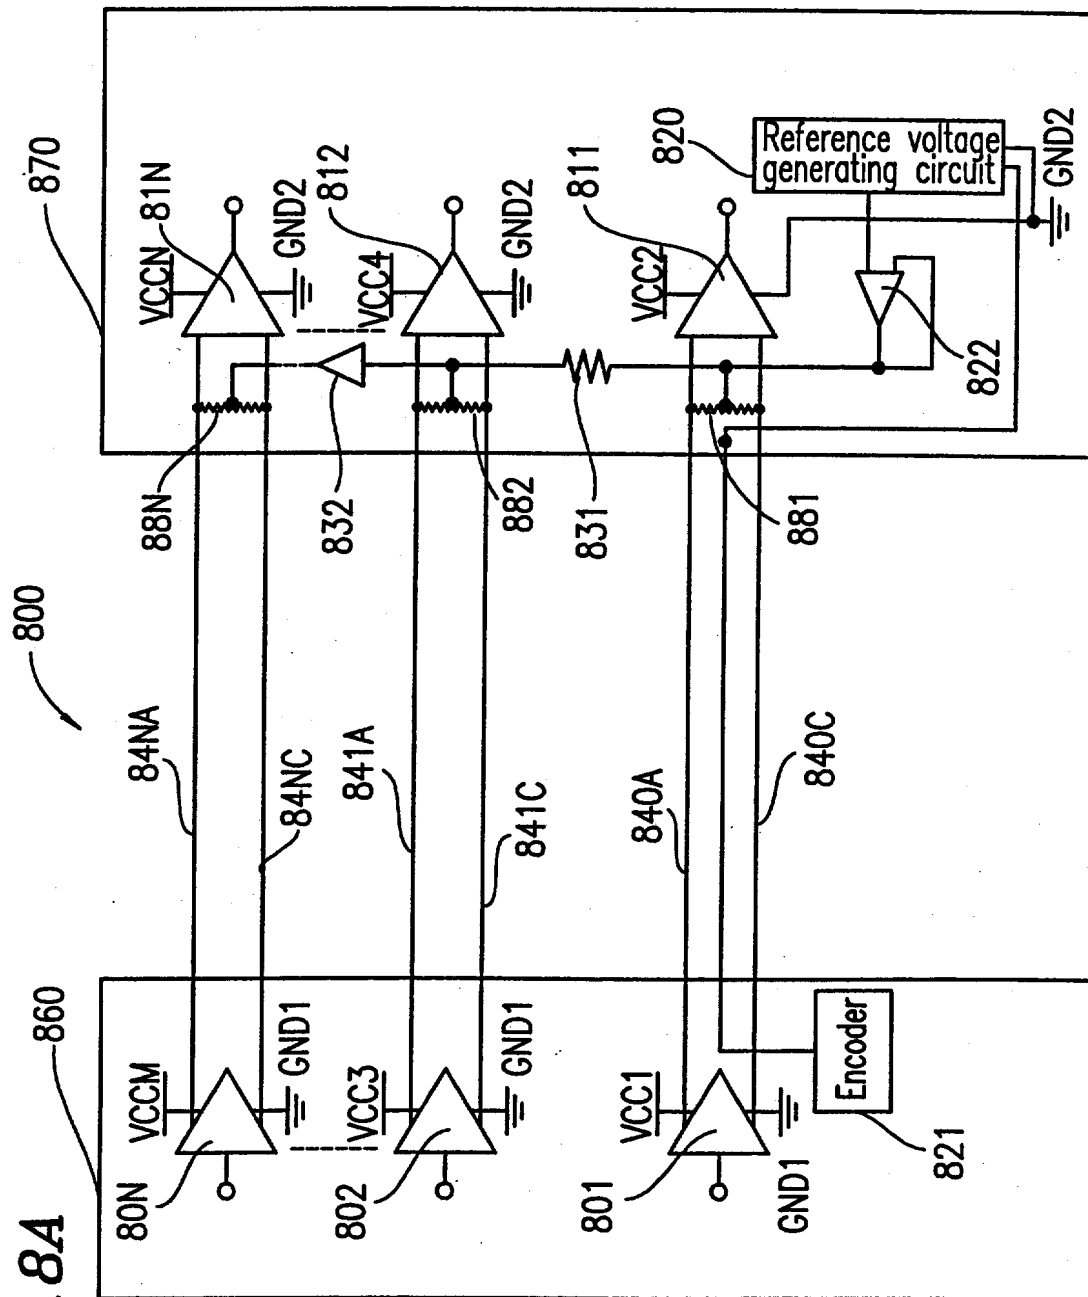 8A
800
860
870
80N
VCCM
GND1
84NA
84NC
88N
832
VCCN
81N
GND2
802
VCC3
GND1
841A
841C
882
831
VCC4
812
GND2
801
VCC1
GND1
840A
840C
881
VCC2
811
Encoder
821
822
820
Reference voltage
generating circuit
GND2